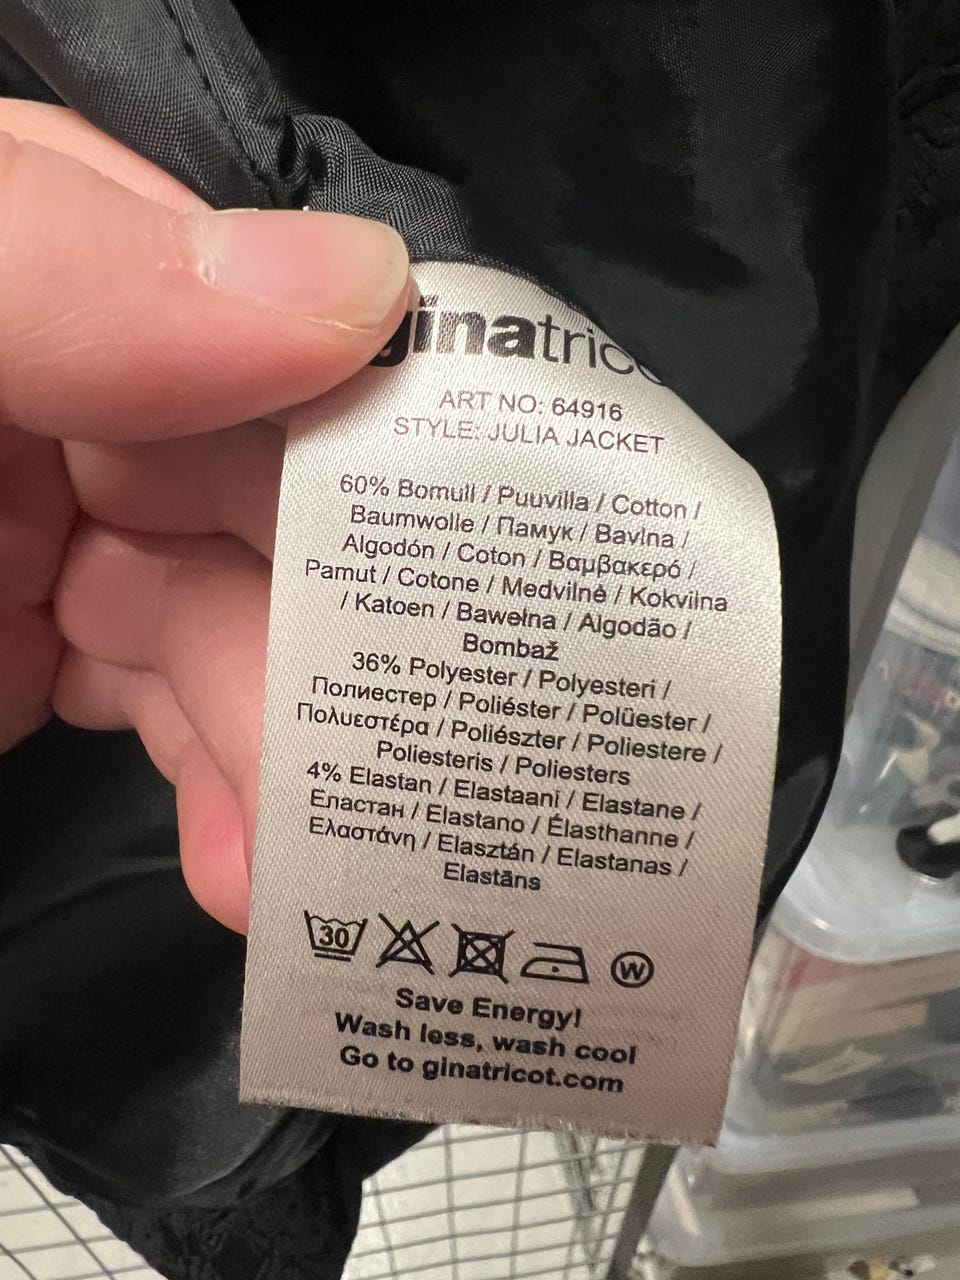 ginatrico
ART NO: 64916
STYLE: JULIA JACKET
60% Bomull / Puuvilla / Cotton /
Baumwolle / Памук / Bavlna /
Algodón / Coton / Βαμβακερό /
Pamut / Cotone / Medvilnė / Kokvilna
/ Katoen / Bawełna / Algodão /
Bombaž
36% Polyester / Polyesteri /
Полиестер / Poliéster / Polüester /
Πολυεστέρα / Poliészter / Poliestere /
Poliesteris / Poliesters
4% Elastan / Elastaani / Elastane /
Еластан / Elastano / Élasthanne /
Ελαστάνη / Elasztán / Elastanas /
Elastāns
30
W
Save Energy!
Wash less, wash cool
Go to ginatricot.com